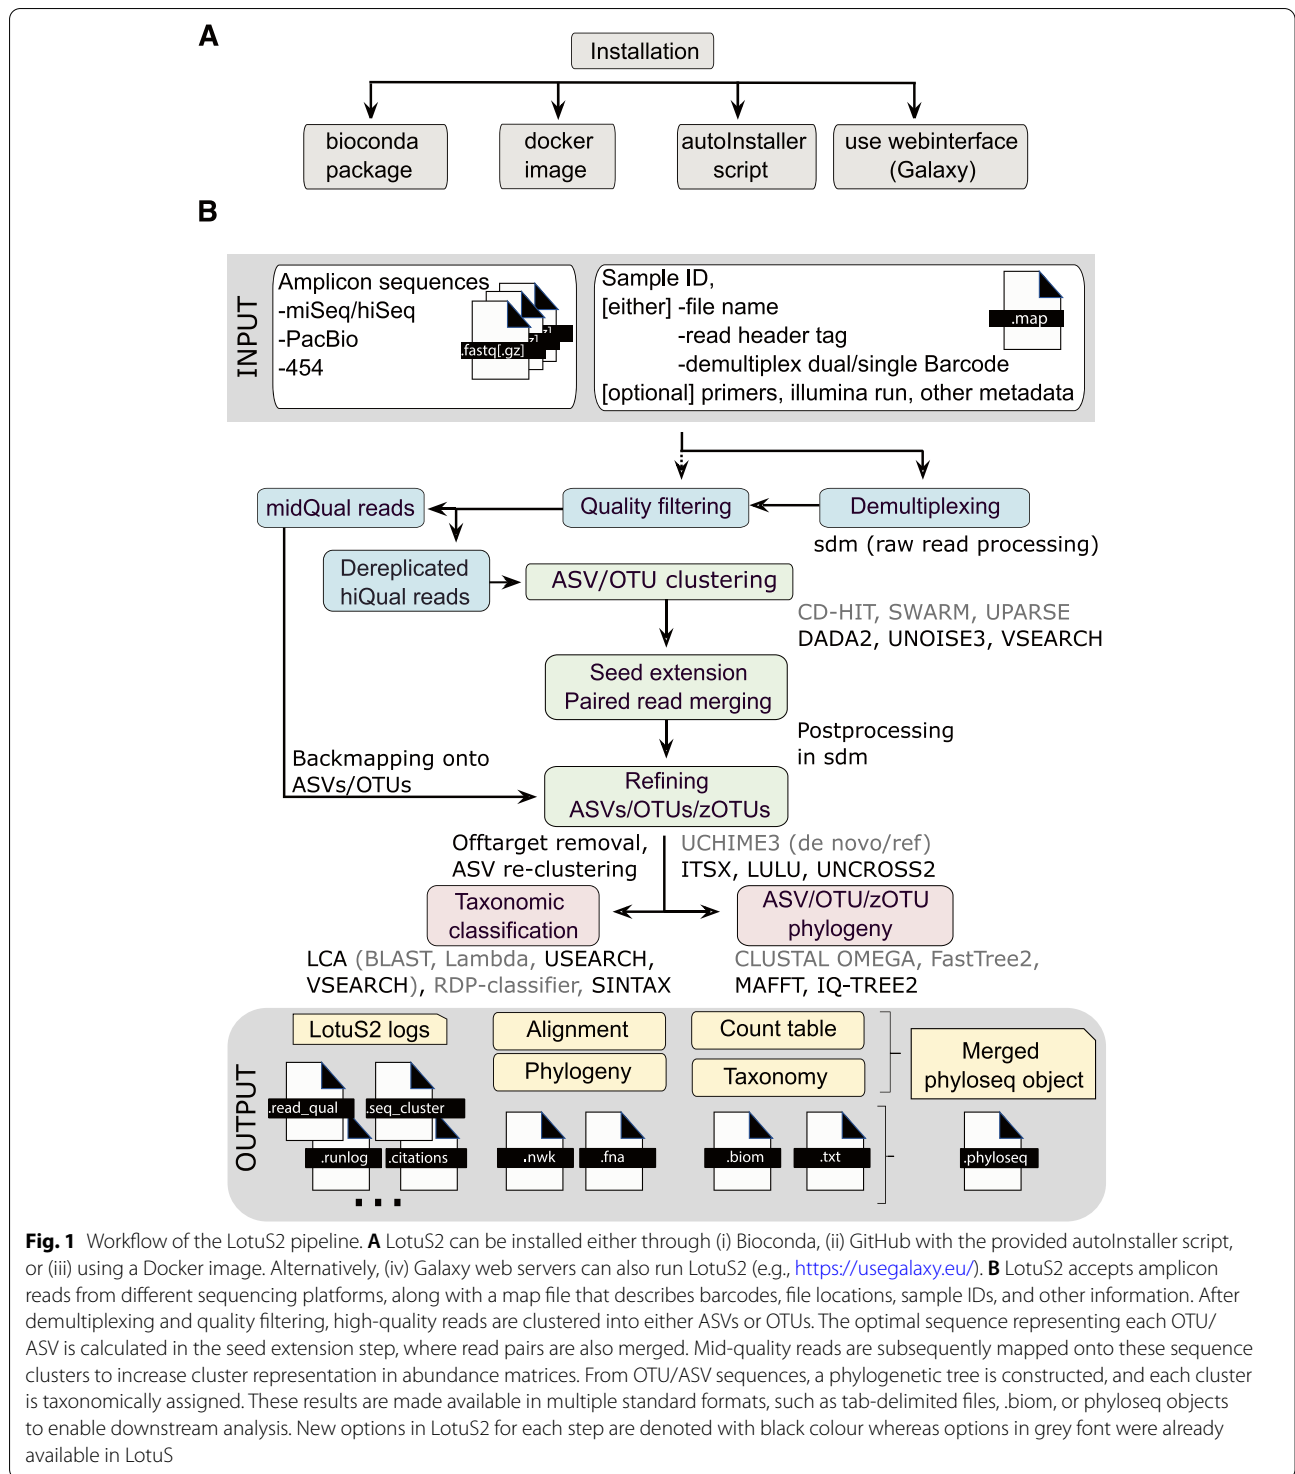 A
Installation
bioconda
package
docker
image
autoInstaller
script
use webinterface
(Galaxy)
B
INPUT
Amplicon sequences
-miSeq/hiSeq
-PacBio
-454
.fastq[.gz]
Sample ID,
[either] -file name
-read header tag
-demultiplex dual/single Barcode
[optional] primers, illumina run, other metadata
.map
midQual reads
Quality filtering
Demultiplexing
sdm (raw read processing)
Dereplicated
hiQual reads
ASV/OTU clustering
CD-HIT, SWARM, UPARSE
DADA2, UNOISE3, VSEARCH
Seed extension
Paired read merging
Postprocessing
in sdm
Backmapping onto
ASVs/OTUs
Refining
ASVs/OTUs/zOTUs
Offtarget removal,
ASV re-clustering
UCHIME3 (de novo/ref)
ITSX, LULU, UNCROSS2
Taxonomic
classification
ASV/OTU/zOTU
phylogeny
LCA (BLAST, Lambda, USEARCH,
VSEARCH), RDP-classifier, SINTAX
CLUSTAL OMEGA, FastTree2,
MAFFT, IQ-TREE2
OUTPUT
LotuS2 logs
Alignment
Phylogeny
Count table
Taxonomy
Merged
phyloseq object
.read_qual
.seq_cluster
.runlog
.citations
...
.nwk
.fna
.biom
.txt
.phyloseq
Fig. 1 Workflow of the LotuS2 pipeline. A LotuS2 can be installed either through (i) Bioconda, (ii) GitHub with the provided autoInstaller script,
or (iii) using a Docker image. Alternatively, (iv) Galaxy web servers can also run LotuS2 (e.g., https://usegalaxy.eu/). B LotuS2 accepts amplicon
reads from different sequencing platforms, along with a map file that describes barcodes, file locations, sample IDs, and other information. After
demultiplexing and quality filtering, high-quality reads are clustered into either ASVs or OTUs. The optimal sequence representing each OTU/
ASV is calculated in the seed extension step, where read pairs are also merged. Mid-quality reads are subsequently mapped onto these sequence
clusters to increase cluster representation in abundance matrices. From OTU/ASV sequences, a phylogenetic tree is constructed, and each cluster
is taxonomically assigned. These results are made available in multiple standard formats, such as tab-delimited files, .biom, or phyloseq objects
to enable downstream analysis. New options in LotuS2 for each step are denoted with black colour whereas options in grey font were already
available in LotuS